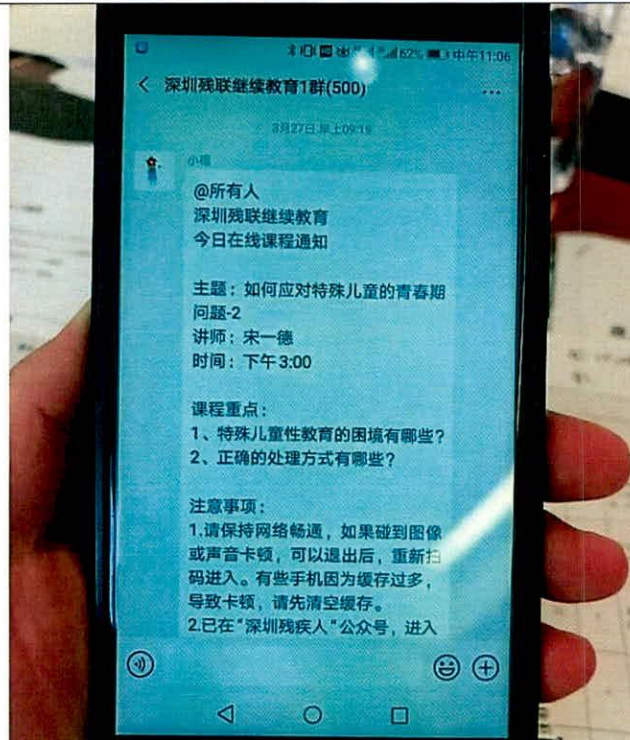 62% 中午11:06
深圳残联继续教育1群(500)
3月27日 早上09:19
@所有人
深圳残联继续教育
今日在线课程通知
主题：如何应对特殊儿童的青春期
问题-2
讲师：宋一德
时间：下午3:00
课程重点：
1、特殊儿童性教育的困境有哪些？
2、正确的处理方式有哪些？
注意事项：
1.请保持网络畅通，如果碰到图像
或声音卡顿，可以退出后，重新扫
码进入。有些手机因为缓存过多，
导致卡顿，请先清空缓存。
2.已在“深圳残疾人”公众号，进入